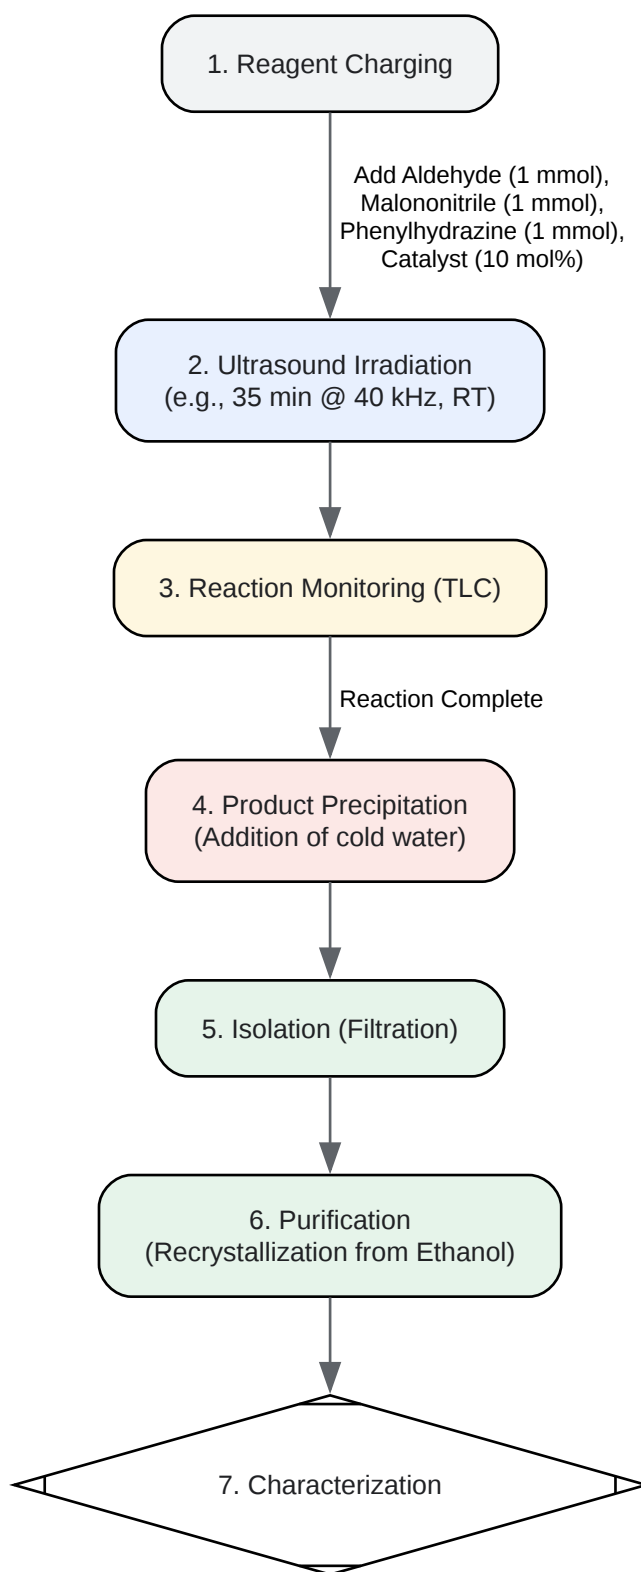 1. Reagent Charging
Add Aldehyde (1 mmol),
Malononitrile (1 mmol),
Phenylhydrazine (1 mmol),
Catalyst (10 mol%)
2. Ultrasound Irradiation
(e.g., 35 min @ 40 kHz, RT)
3. Reaction Monitoring (TLC)
Reaction Complete
4. Product Precipitation
(Addition of cold water)
5. Isolation (Filtration)
6. Purification
(Recrystallization from Ethanol)
7. Characterization